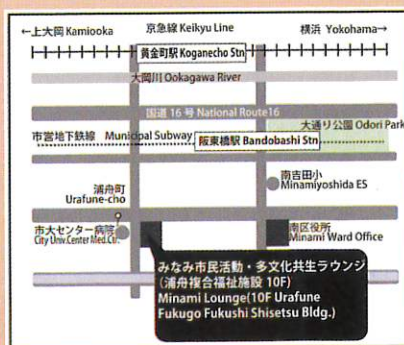 京急線 Keikyu Line
←上大岡 Kamiooka
横浜 Yokohama→
黄金町駅 Koganecho Stn
大岡川 Ookagawa River
国道 16 号 National Route16
大通り公園 Odori Park
市営地下鉄線 Municipal Subway
阪東橋駅 Bandobashi Stn
南吉田小
Minamiyoshida ES
浦舟町
Urafune-cho
市大センター病院
City Univ.Center Med.Ctr.
南区役所
Minami Ward Office
みなみ市民活動・多文化共生ラウンジ
(浦舟複合福祉施設 10F)
Minami Lounge(10F Urafune
Fukugo Fukushi Shisetsu Bldg.)